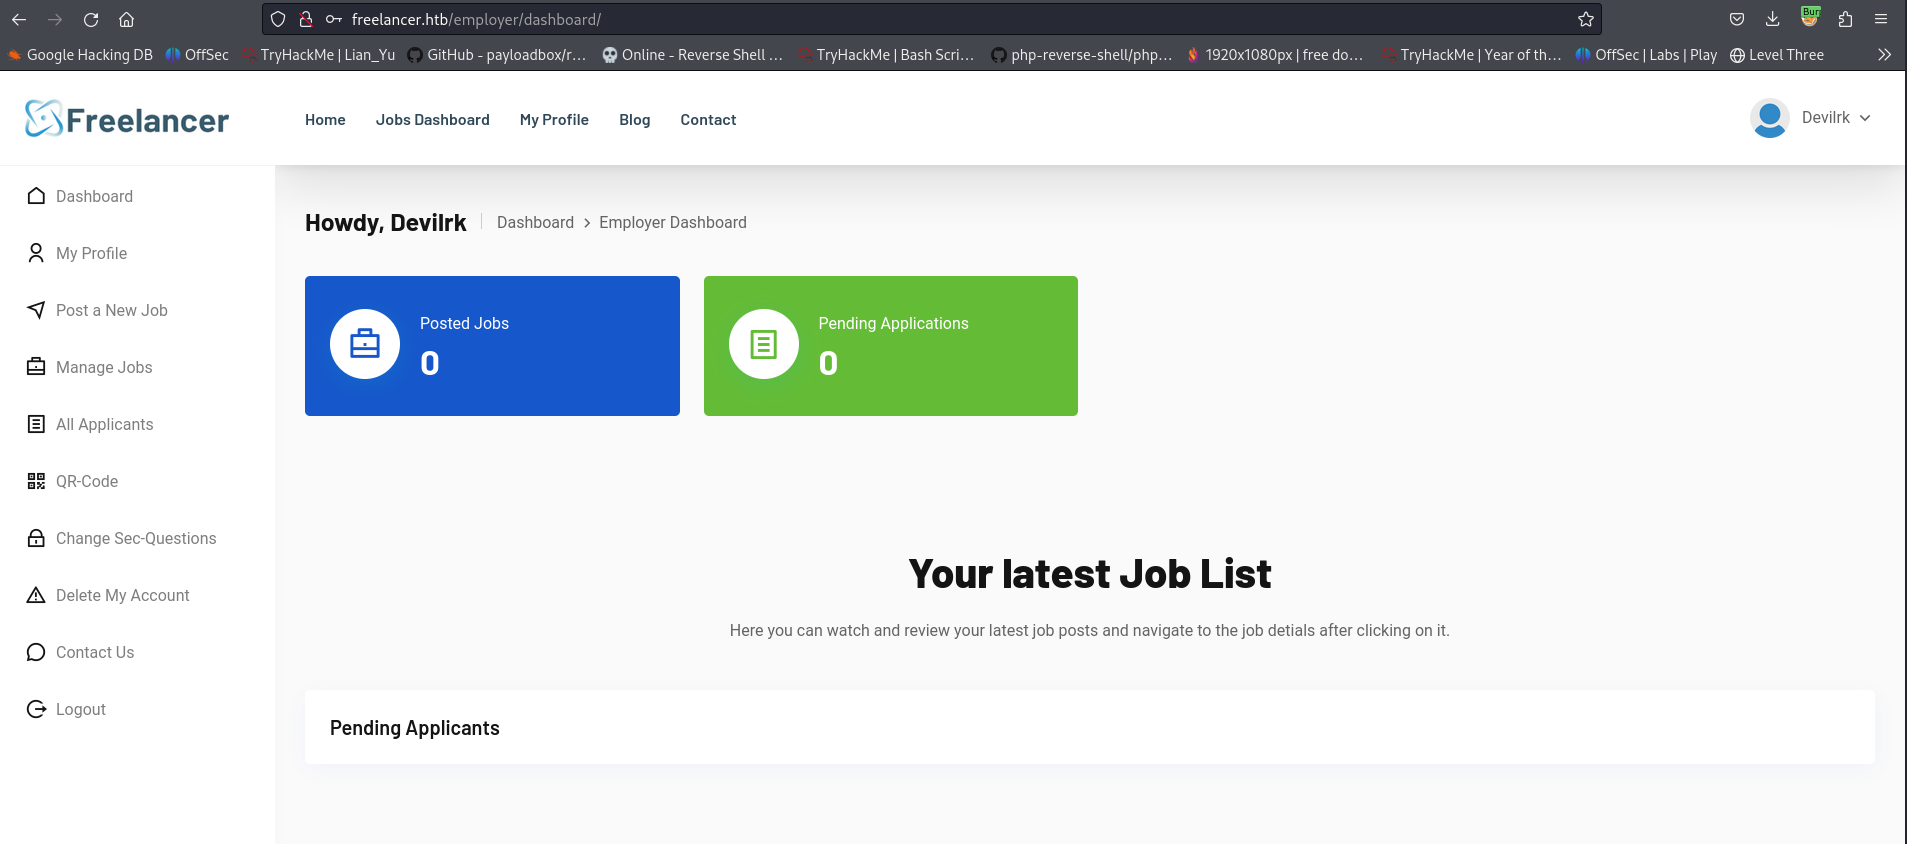 freelancer.htb/employer/dashboard/
Burp
Google Hacking DB OffSec TryHackMe | Lian_Yu GitHub - payloadbox/r... Online - Reverse Shell ... TryHackMe | Bash Scri... php-reverse-shell/php... 1920x1080px | free do... TryHackMe | Year of th... OffSec | Labs | Play Level Three
Freelancer Home Jobs Dashboard My Profile Blog Contact Devilrk
Dashboard
My Profile
Post a New Job
Manage Jobs
All Applicants
QR-Code
Change Sec-Questions
Delete My Account
Contact Us
Logout
Howdy, Devilrk Dashboard > Employer Dashboard
Posted Jobs
0
Pending Applications
0
Your latest Job List
Here you can watch and review your latest job posts and navigate to the job detials after clicking on it.
Pending Applicants